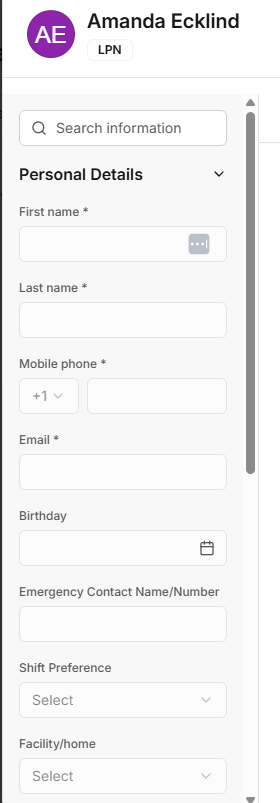 AE
Amanda Ecklind
LPN
Search information
Personal Details
First name *
Last name *
Mobile phone *
+1
Email *
Birthday
Emergency Contact Name/Number
Shift Preference
Select
Facility/home
Select